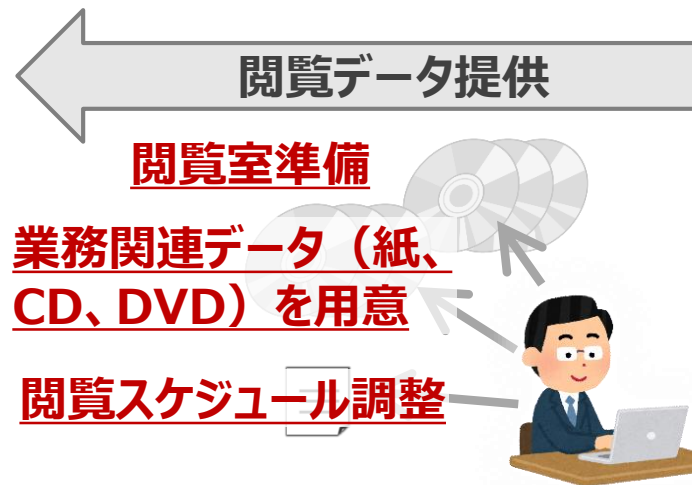 閲覧データ提供
閲覧室準備
業務関連データ（紙、
CD、DVD）を用意
閲覧スケジュール調整